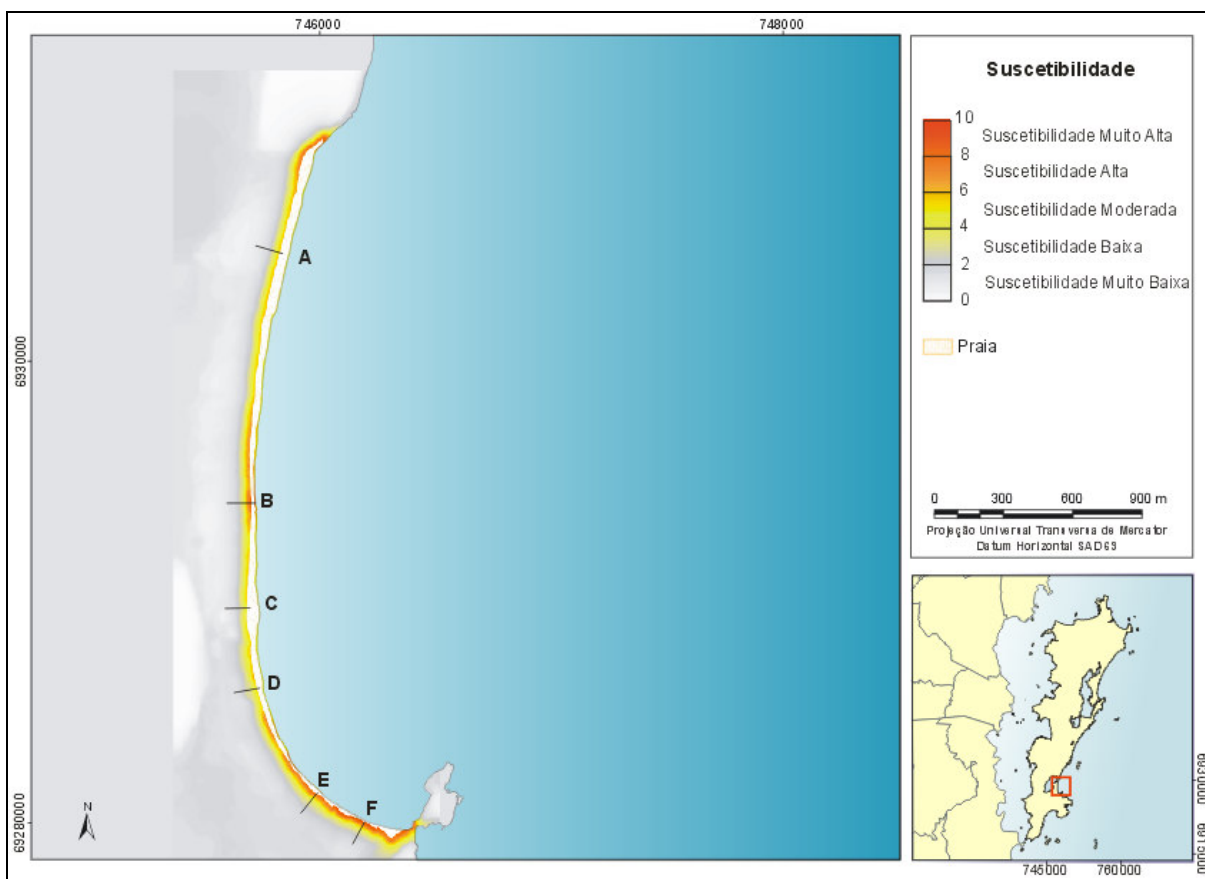 746000
748000
6930000
6928000
A
B
C
D
E
F
N
Suscetibilidade
10
8
6
4
2
0
Suscetibilidade Muito Alta
Suscetibilidade Alta
Suscetibilidade Moderada
Suscetibilidade Baixa
Suscetibilidade Muito Baixa
Praia
0 300 600 900 m
Projeção Universal Transversa de Mercator
Datum Horizontal SAD69
6930000
6915000
745000
760000